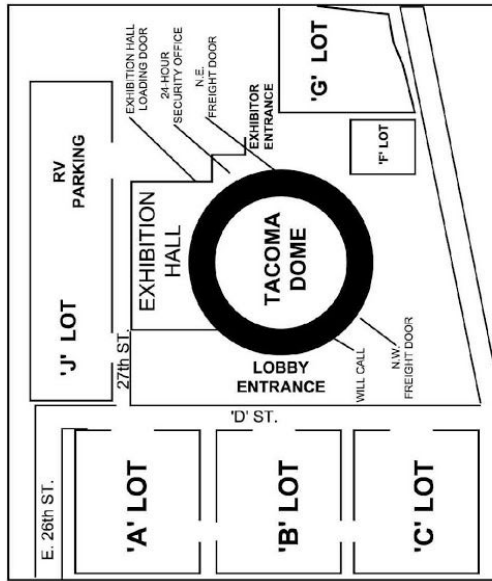 EXHIBITION HALL
LOADING DOOR
24-HOUR
SECURITY OFFICE
N.E.
FREIGHT DOOR
EXHIBITOR
ENTRANCE
'G' LOT
'F' LOT
RV
PARKING
'J' LOT
27th ST.
EXHIBITION
HALL
TACOMA
DOME
LOBBY
ENTRANCE
WILL CALL
N.W.
FREIGHT DOOR
'D' ST.
E. 26th ST.
'A' LOT
'B' LOT
'C' LOT